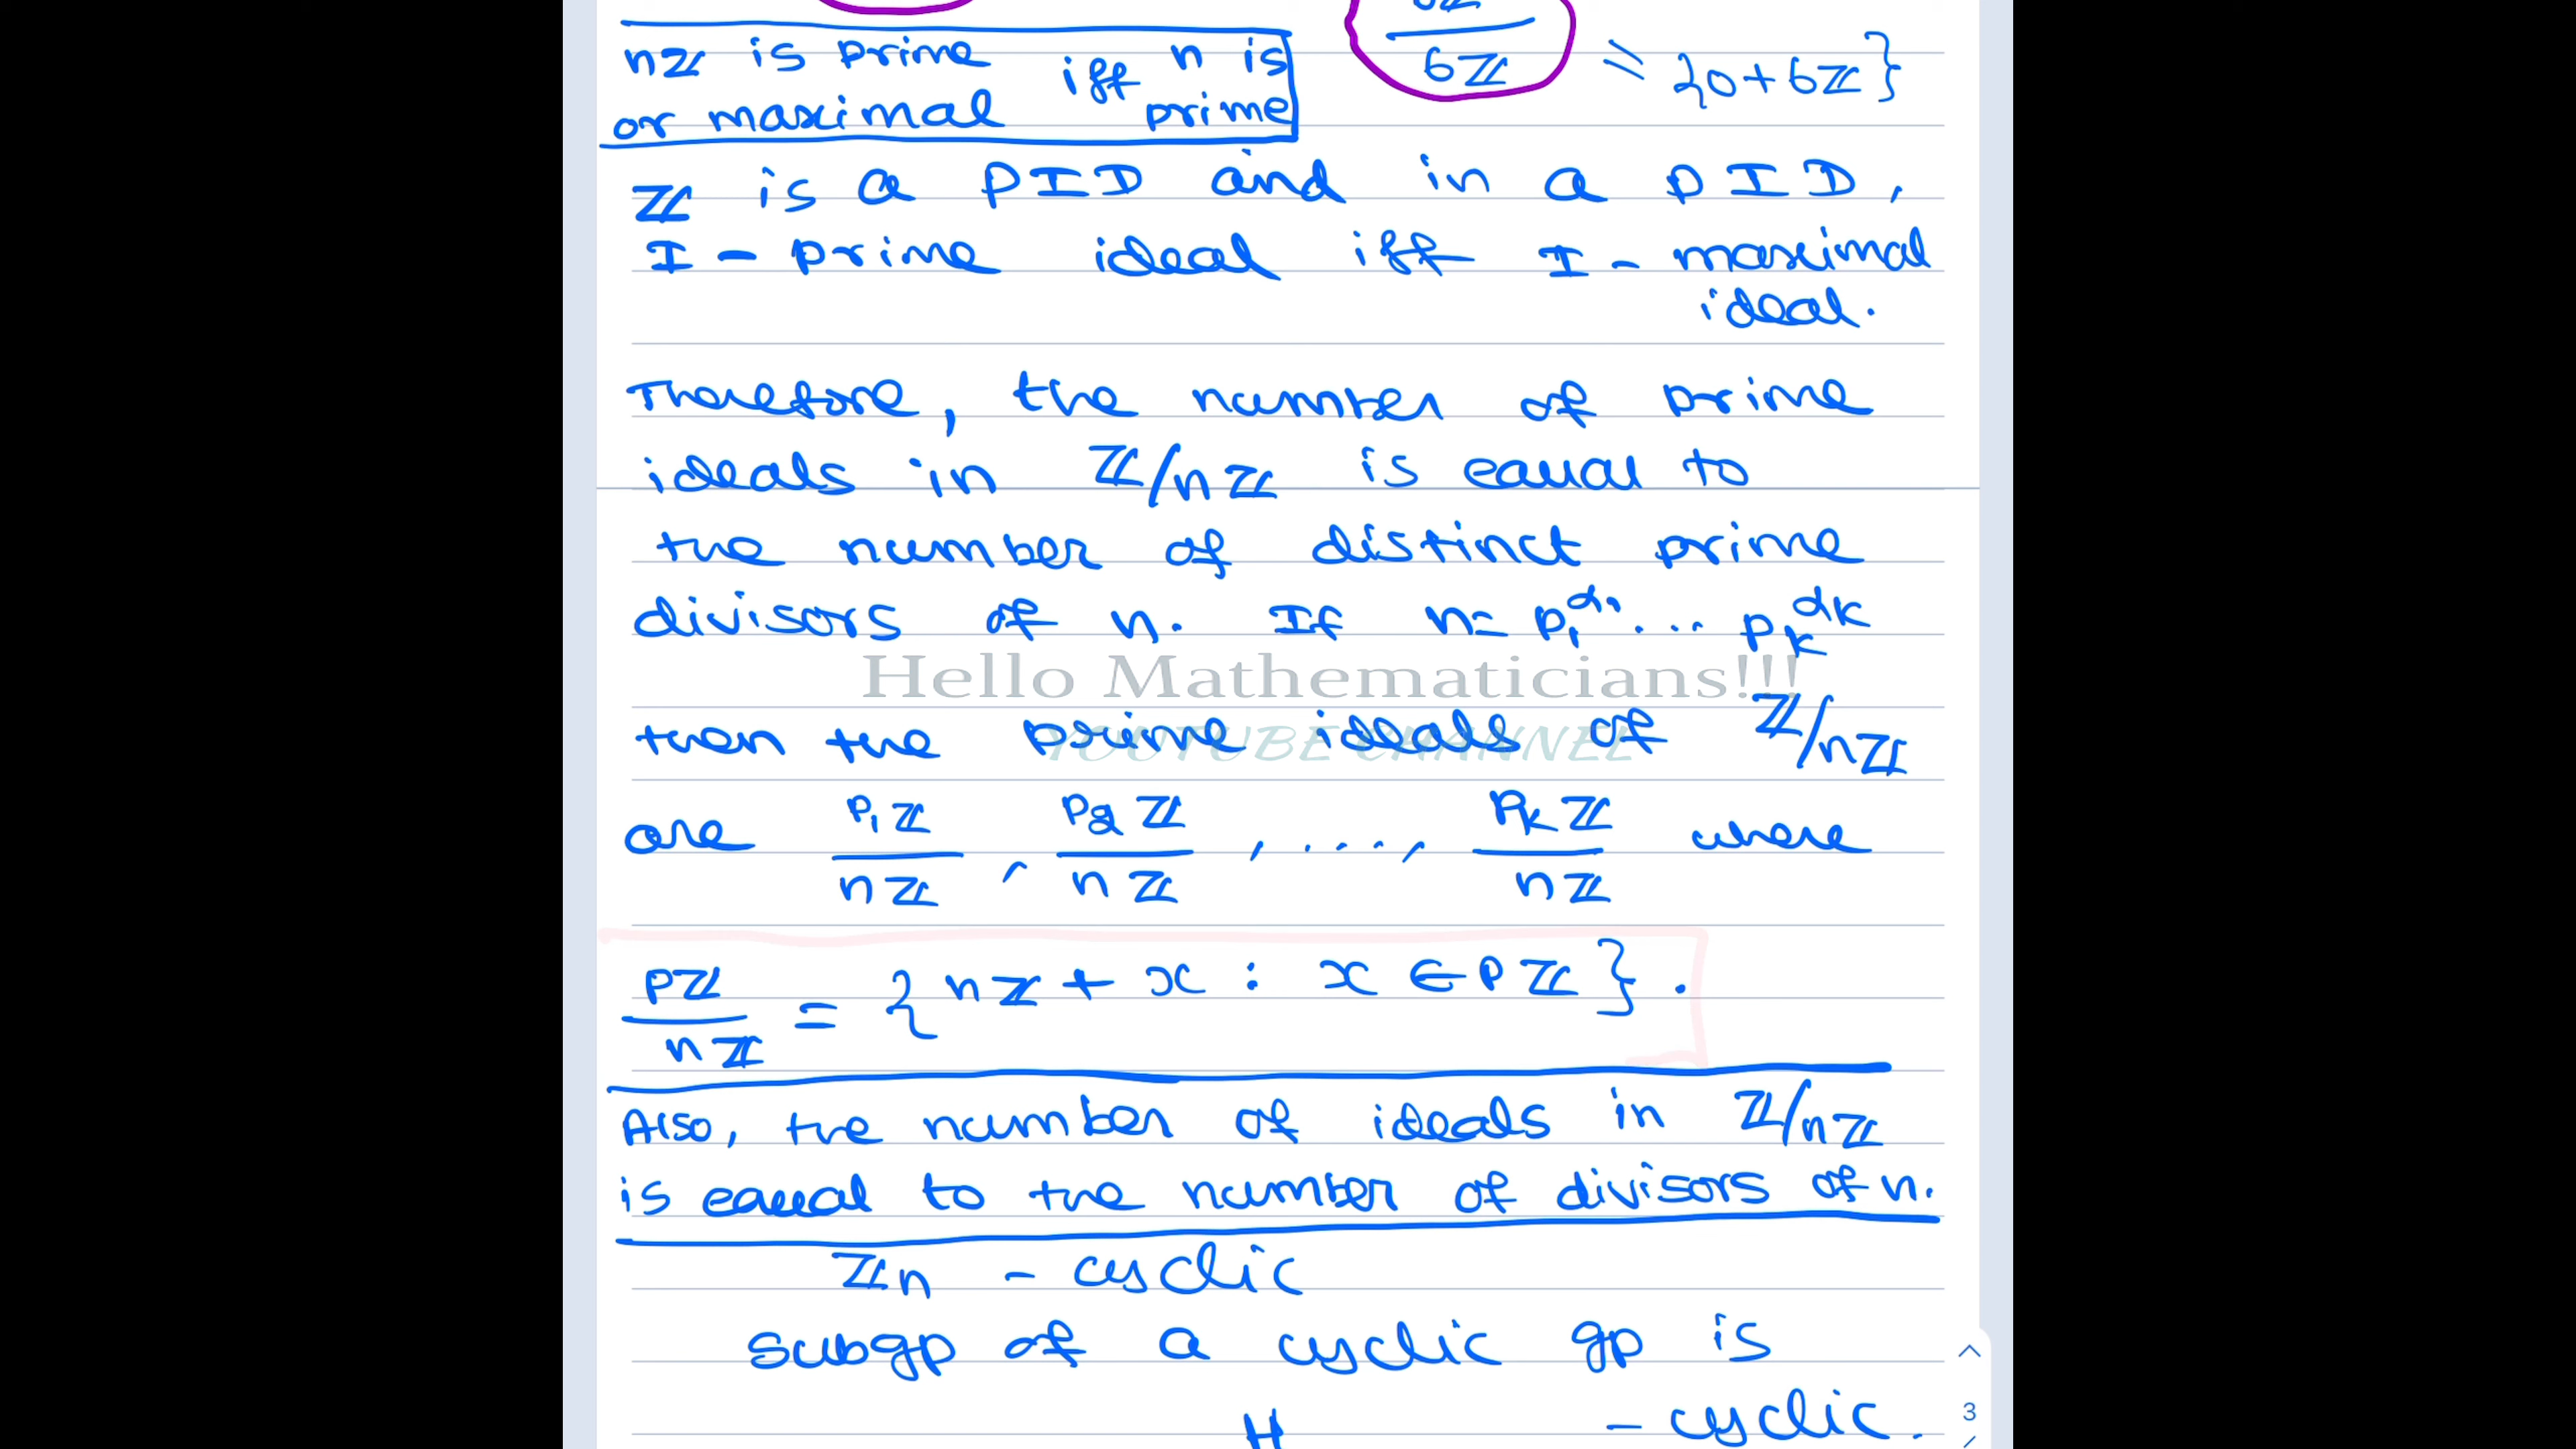 nℤ is prime iff n is
or maximal prime
6ℤ = {0+6ℤ}
ℤ is a PID and in a PID,
I - prime ideal iff I - maximal
ideal.
Therefore, the number of prime
ideals in ℤ/nℤ is equal to
the number of distinct prime
divisors of n. If n = p₁^α₁ ... pₖ^αₖ
Hello Mathematicians!!!
then the prime ideals of ℤ/nℤ
YOUTUBE CHANNEL
are p₁ℤ/nℤ, p₂ℤ/nℤ, ...., pₖℤ/nℤ where
pℤ/nℤ = {nℤ + x : x ∈ pℤ}.
Also, the number of ideals in ℤ/nℤ
is equal to the number of divisors of n.
ℤn - cyclic
subgp of a cyclic gp is
H - cyclic.
3